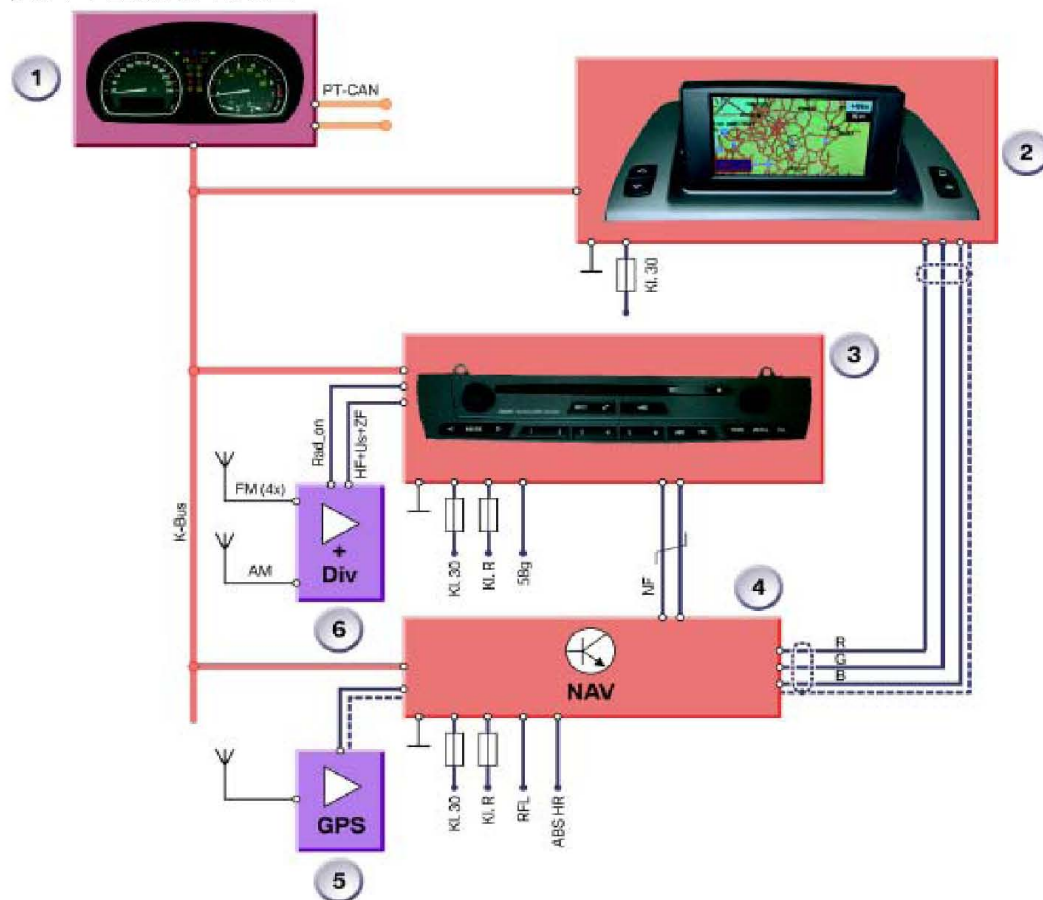 1
PT-CAN
2
Kl. 30
3
Rad_on
HF+Us+ZF
FM (4x)
AM
+
Div
6
K-Bus
Kl. 30
Kl. R
58g
NF
4
NAV
R
G
B
GPS
5
Kl. 30
Kl. R
RFL
ABS HR